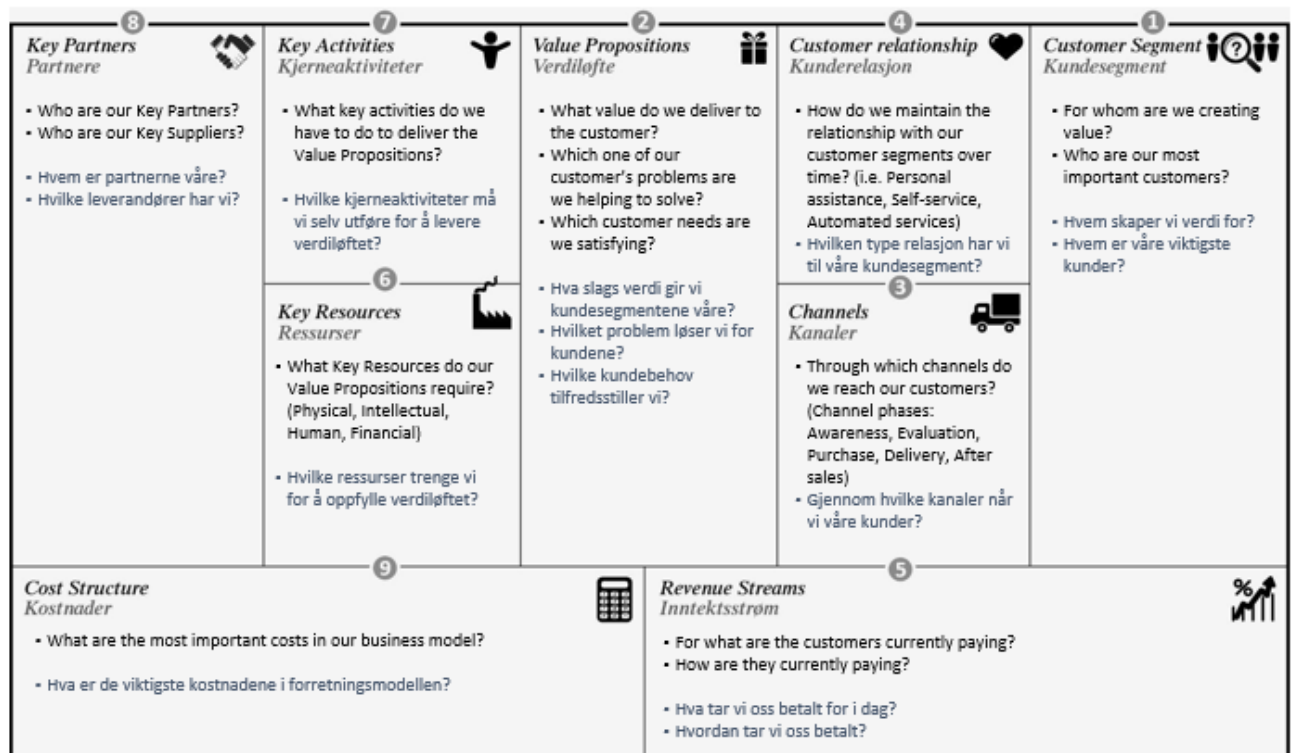 8
Key Partners
Partnere
▪ Who are our Key Partners?
▪ Who are our Key Suppliers?
▪ Hvem er partnerne våre?
▪ Hvilke leverandører har vi?
7
Key Activities
Kjerneaktiviteter
▪ What key activities do we
have to do to deliver the
Value Propositions?
▪ Hvilke kjerneaktiviteter må
vi selv utføre for å levere
verdiløftet?
6
Key Resources
Ressurser
▪ What Key Resources do our
Value Propositions require?
(Physical, Intellectual,
Human, Financial)
▪ Hvilke ressurser trenge vi
for å oppfylle verdiløftet?
2
Value Propositions
Verdiløfte
▪ What value do we deliver to
the customer?
▪ Which one of our
customer's problems are
we helping to solve?
▪ Which customer needs are
we satisfying?
▪ Hva slags verdi gir vi
kundesegmentene våre?
▪ Hvilket problem løser vi for
kundene?
▪ Hvilke kundebehov
tilfredsstiller vi?
4
Customer relationship
Kunderelasjon
▪ How do we maintain the
relationship with our
customer segments over
time? (i.e. Personal
assistance, Self-service,
Automated services)
▪ Hvilken type relasjon har vi
til våre kundesegment?
3
Channels
Kanaler
▪ Through which channels do
we reach our customers?
(Channel phases:
Awareness, Evaluation,
Purchase, Delivery, After
sales)
▪ Gjennom hvilke kanaler når
vi våre kunder?
1
Customer Segment
Kundesegment
▪ For whom are we creating
value?
▪ Who are our most
important customers?
▪ Hvem skaper vi verdi for?
▪ Hvem er våre viktigste
kunder?
9
Cost Structure
Kostnader
▪ What are the most important costs in our business model?
▪ Hva er de viktigste kostnadene i forretningsmodellen?
5
Revenue Streams
Inntektsstrøm
%
▪ For what are the customers currently paying?
▪ How are they currently paying?
▪ Hva tar vi oss betalt for i dag?
▪ Hvordan tar vi oss betalt?